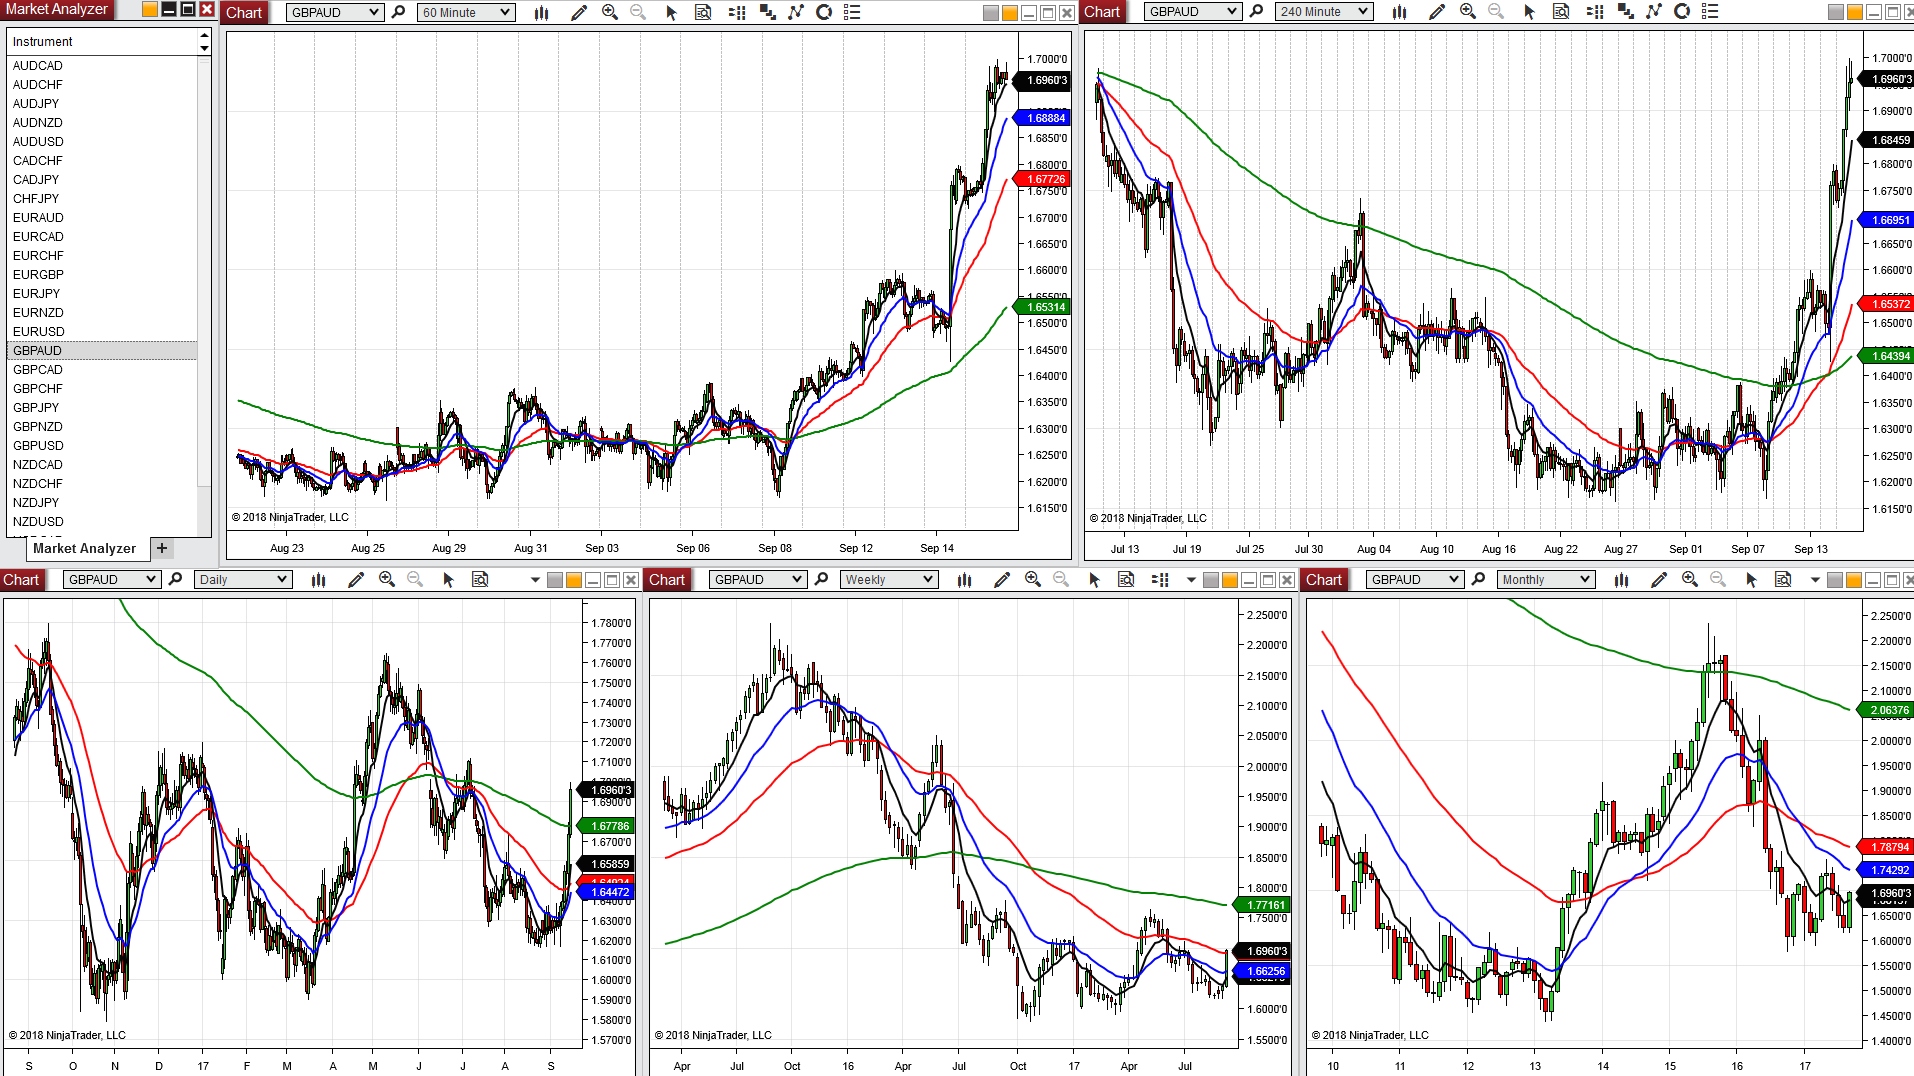 Market Analyzer
Instrument
AUDCAD
AUDCHF
AUDJPY
AUDNZD
AUDUSD
CADCHF
CADJPY
CHFJPY
EURAUD
EURCAD
EURCHF
EURGBP
EURJPY
EURNZD
EURUSD
GBPAUD
GBPCAD
GBPCHF
GBPJPY
GBPNZD
GBPUSD
NZDCAD
NZDCHF
NZDJPY
NZDUSD
Market Analyzer +
Chart GBPAUD 60 Minute
1.7000'0
1.6960'3
1.68884
1.6850'0
1.6800'0
1.67726
1.6750'0
1.6700'0
1.6650'0
1.6600'0
1.6550'0
1.65314
1.6500'0
1.6450'0
1.6400'0
1.6350'0
1.6300'0
1.6250'0
1.6200'0
1.6150'0
© 2018 NinjaTrader, LLC
Aug 23 Aug 25 Aug 29 Aug 31 Sep 03 Sep 06 Sep 08 Sep 12 Sep 14
Chart GBPAUD 240 Minute
1.7000'0
1.6960'3
1.6900'0
1.68459
1.6800'0
1.6750'0
1.66951
1.6650'0
1.6600'0
1.65372
1.6500'0
1.6450'0
1.64394
1.6400'0
1.6350'0
1.6300'0
1.6250'0
1.6200'0
1.6150'0
© 2018 NinjaTrader, LLC
Jul 13 Jul 19 Jul 25 Jul 30 Aug 04 Aug 10 Aug 16 Aug 22 Aug 27 Sep 01 Sep 07 Sep 13
Chart GBPAUD Daily
1.7800'0
1.7700'0
1.7600'0
1.7500'0
1.7400'0
1.7300'0
1.7200'0
1.7100'0
1.6960'3
1.6900'0
1.67786
1.6700'0
1.65859
1.64472
1.6300'0
1.6200'0
1.6100'0
1.6000'0
1.5900'0
1.5800'0
1.5700'0
© 2018 NinjaTrader, LLC
S O N D 17 F M A M J J A S
Chart GBPAUD Weekly
2.2500'0
2.2000'0
2.1500'0
2.1000'0
2.0500'0
2.0000'0
1.9500'0
1.9000'0
1.8500'0
1.8000'0
1.77161
1.7500'0
1.6960'3
1.66256
1.6000'0
1.5500'0
© 2018 NinjaTrader, LLC
Apr Jul Oct 16 Apr Jul Oct 17 Apr Jul
Chart GBPAUD Monthly
2.2500'0
2.2000'0
2.1500'0
2.1000'0
2.06376
2.0000'0
1.9500'0
1.9000'0
1.8500'0
1.78794
1.74292
1.6960'3
1.6500'0
1.6000'0
1.5500'0
1.5000'0
1.4500'0
1.4000'0
© 2018 NinjaTrader, LLC
10 11 12 13 14 15 16 17